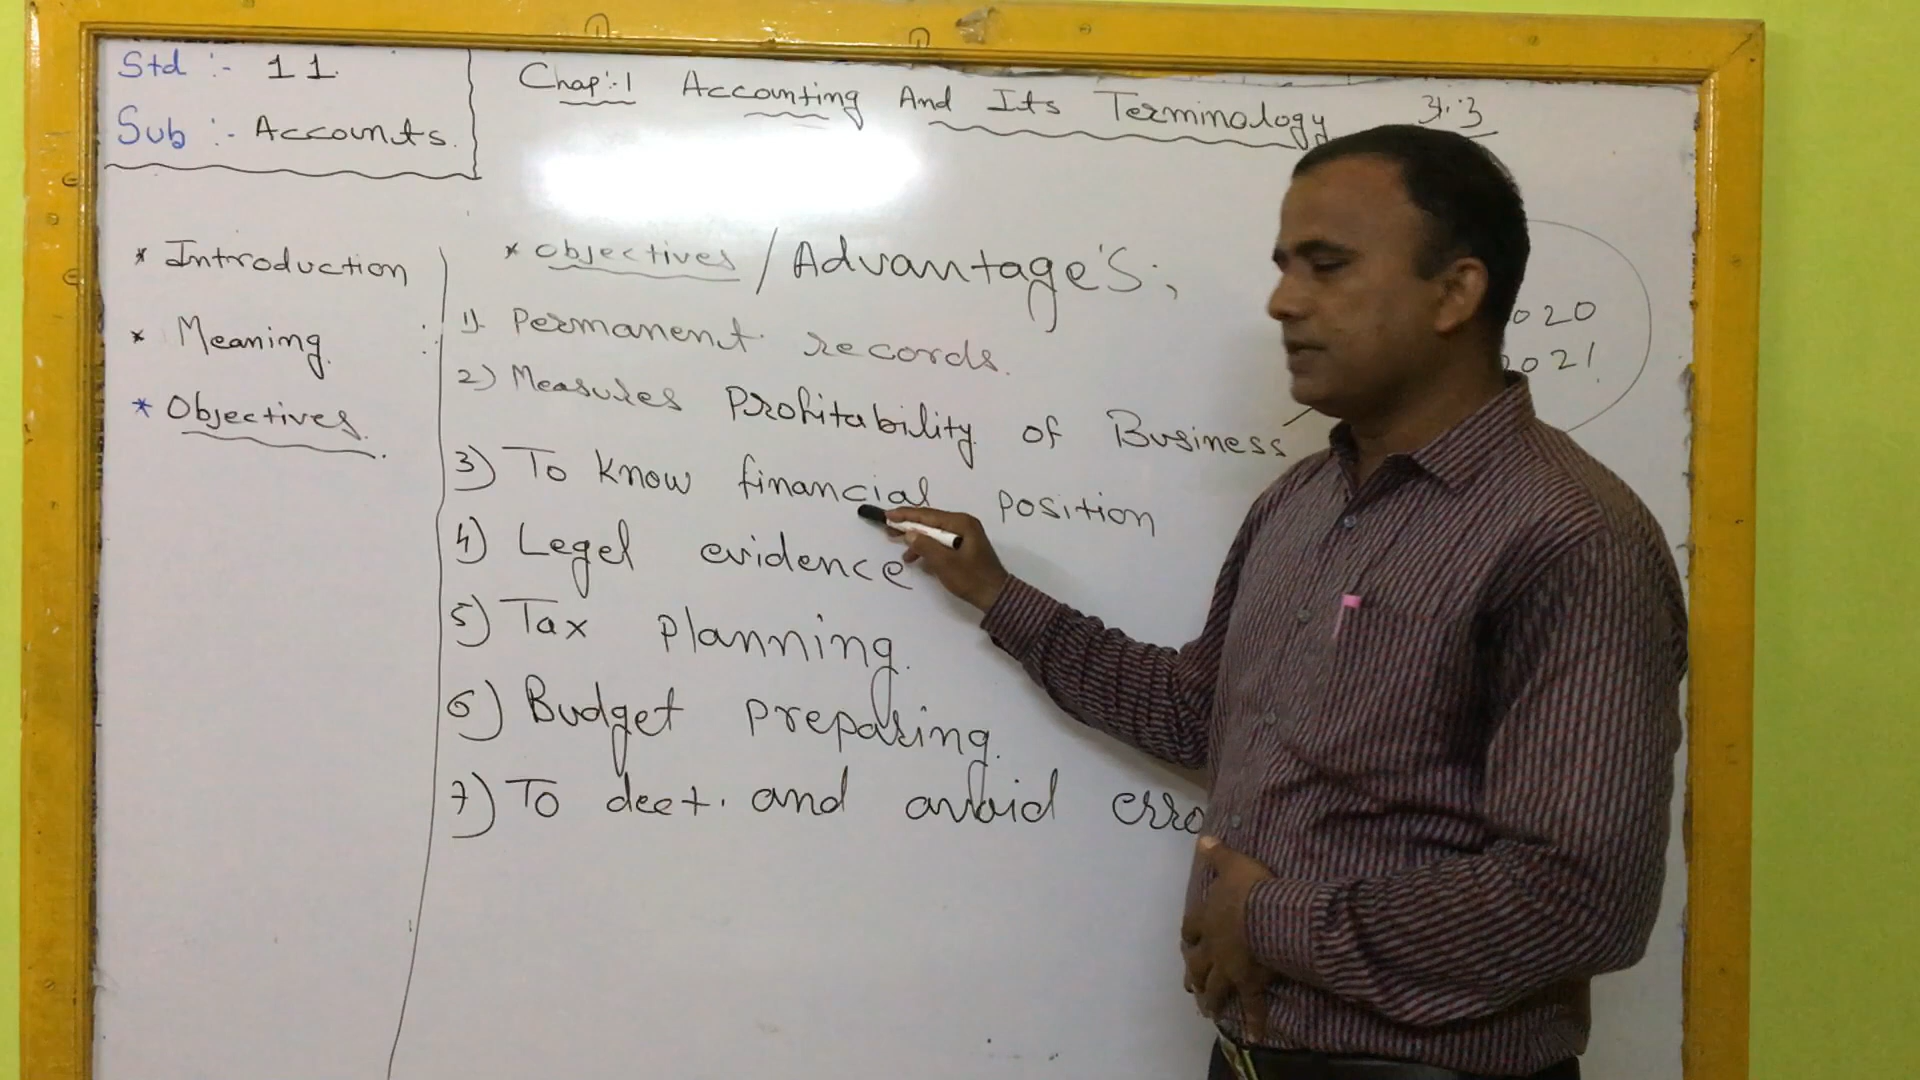 Std :- 11.
Sub :- Accounts.
Chap:-1 Accounting And Its Terminology
* Introduction
* Meaning.
* Objectives.
* Objectives / Advantage's;
1). Permanent records.
2) Measures Profitability of Business
3) To know financial position
4) Legel evidence
5) Tax planning.
6) Budget preparing.
7) To deet. and avoid erro
020
2021